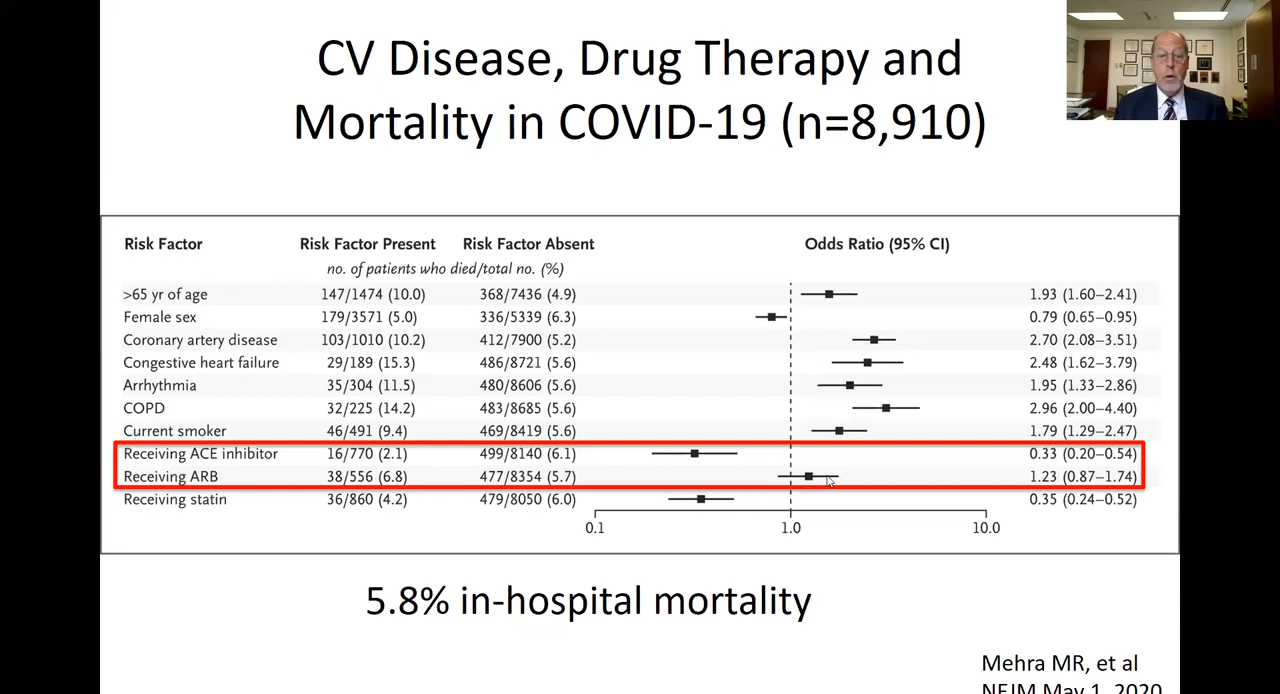 CV Disease, Drug Therapy and
Mortality in COVID-19 (n=8,910)
Risk Factor Risk Factor Present Risk Factor Absent Odds Ratio (95% CI)
no. of patients who died/total no. (%)
>65 yr of age 147/1474 (10.0) 368/7436 (4.9) 1.93 (1.60–2.41)
Female sex 179/3571 (5.0) 336/5339 (6.3) 0.79 (0.65–0.95)
Coronary artery disease 103/1010 (10.2) 412/7900 (5.2) 2.70 (2.08–3.51)
Congestive heart failure 29/189 (15.3) 486/8721 (5.6) 2.48 (1.62–3.79)
Arrhythmia 35/304 (11.5) 480/8606 (5.6) 1.95 (1.33–2.86)
COPD 32/225 (14.2) 483/8685 (5.6) 2.96 (2.00–4.40)
Current smoker 46/491 (9.4) 469/8419 (5.6) 1.79 (1.29–2.47)
Receiving ACE inhibitor 16/770 (2.1) 499/8140 (6.1) 0.33 (0.20–0.54)
Receiving ARB 38/556 (6.8) 477/8354 (5.7) 1.23 (0.87–1.74)
Receiving statin 36/860 (4.2) 479/8050 (6.0) 0.35 (0.24–0.52)
0.1 1.0 10.0
5.8% in-hospital mortality
Mehra MR, et al
NEJM May 1, 2020